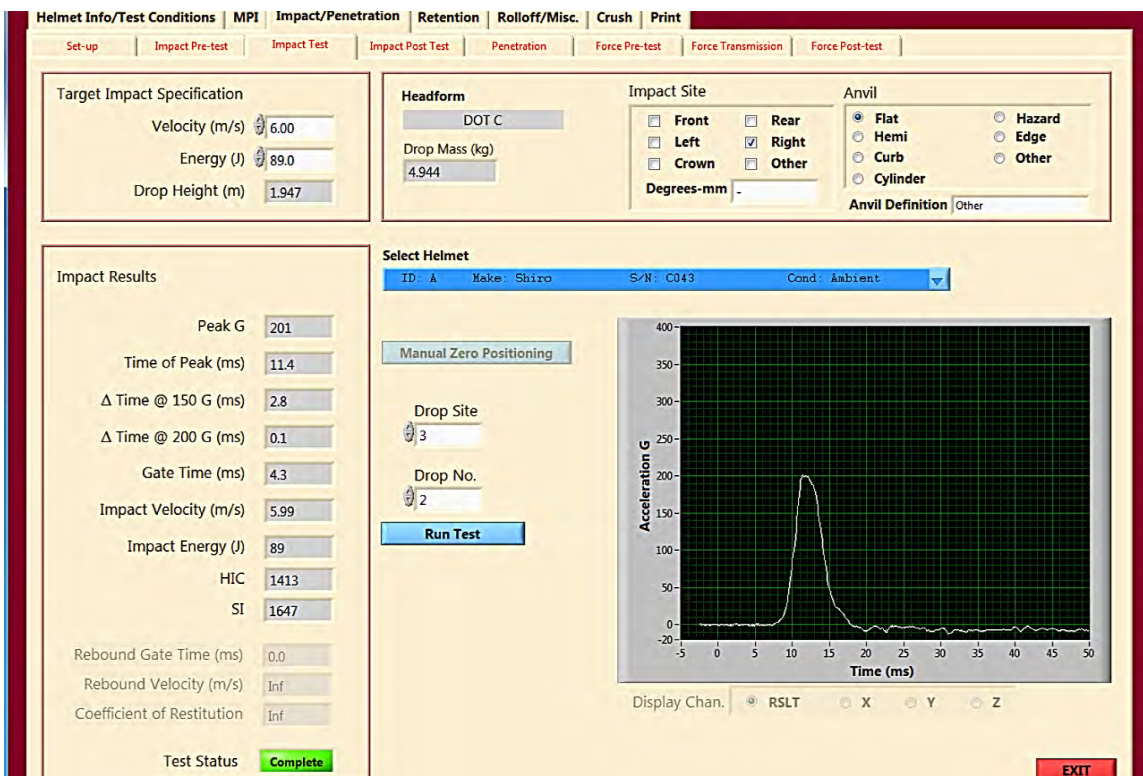 Helmet Info/Test Conditions MPI Impact/Penetration Retention Rolloff/Misc. Crush Print
Set-up Impact Pre-test Impact Test Impact Post Test Penetration Force Pre-test Force Transmission Force Post-test
Target Impact Specification
Velocity (m/s) 6.00
Energy (J) 89.0
Drop Height (m) 1.947
Headform
DOT C
Drop Mass (kg)
4.944
Impact Site
Front Rear
Left Right
Crown Other
Degrees-mm -
Anvil
Flat Hazard
Hemi Edge
Curb Other
Cylinder
Anvil Definition Other
Select Helmet
ID: A Make: Shiro S/N: C043 Cond: Ambient
Impact Results
Peak G 201
Time of Peak (ms) 11.4
Δ Time @ 150 G (ms) 2.8
Δ Time @ 200 G (ms) 0.1
Gate Time (ms) 4.3
Impact Velocity (m/s) 5.99
Impact Energy (J) 89
HIC 1413
SI 1647
Rebound Gate Time (ms) 0.0
Rebound Velocity (m/s) Inf
Coefficient of Restitution Inf
Test Status Complete
Manual Zero Positioning
Drop Site
3
Drop No.
2
Run Test
Acceleration G
400
350
300
250
200
150
100
50
0
-20
-5 0 5 10 15 20 25 30 35 40 45 50
Time (ms)
Display Chan. RSLT X Y Z
EXIT